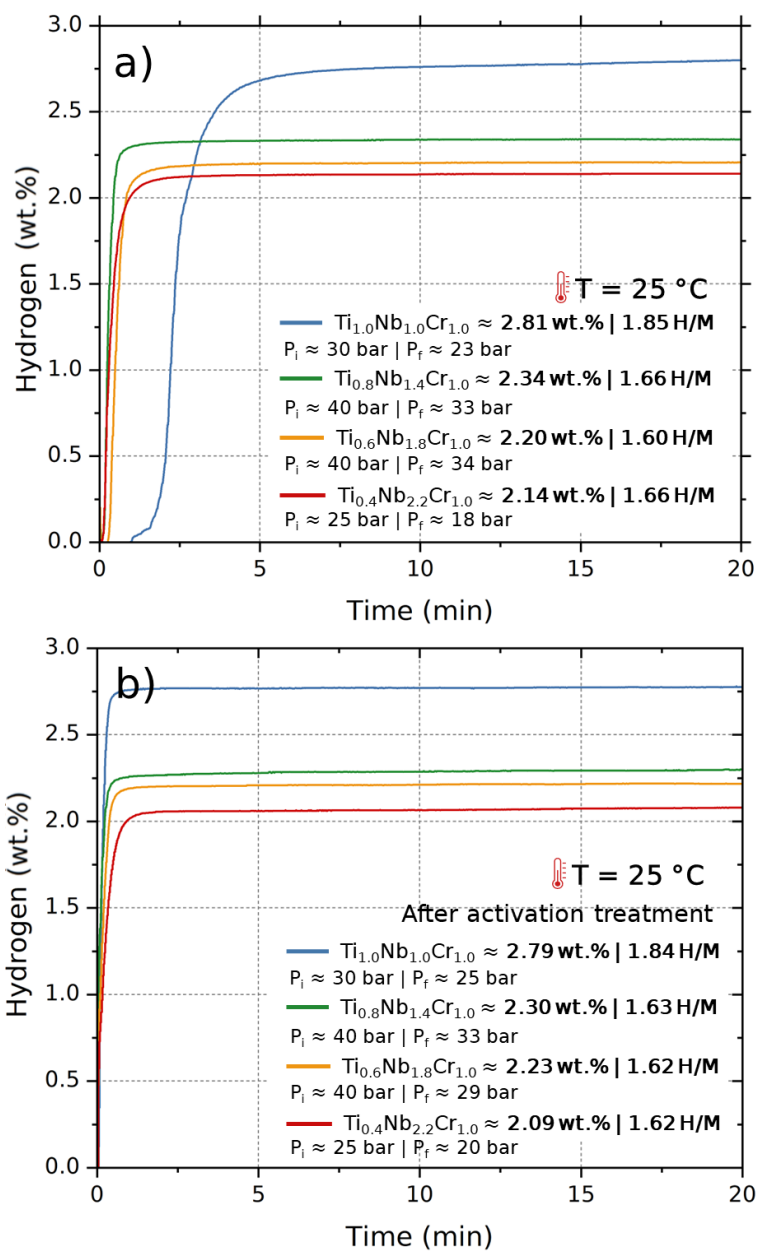 3.0
a)
2.5
2.0
1.5
1.0
0.5
0.0
Hydrogen (wt.%)
T = 25 °C
Ti1.0Nb1.0Cr1.0 ≈ 2.81 wt.% | 1.85 H/M
Pi ≈ 30 bar | Pf ≈ 23 bar
Ti0.8Nb1.4Cr1.0 ≈ 2.34 wt.% | 1.66 H/M
Pi ≈ 40 bar | Pf ≈ 33 bar
Ti0.6Nb1.8Cr1.0 ≈ 2.20 wt.% | 1.60 H/M
Pi ≈ 40 bar | Pf ≈ 34 bar
Ti0.4Nb2.2Cr1.0 ≈ 2.14 wt.% | 1.66 H/M
Pi ≈ 25 bar | Pf ≈ 18 bar
0 5 10 15 20
Time (min)
3.0
b)
2.5
2.0
1.5
1.0
0.5
0.0
Hydrogen (wt.%)
T = 25 °C
After activation treatment
Ti1.0Nb1.0Cr1.0 ≈ 2.79 wt.% | 1.84 H/M
Pi ≈ 30 bar | Pf ≈ 25 bar
Ti0.8Nb1.4Cr1.0 ≈ 2.30 wt.% | 1.63 H/M
Pi ≈ 40 bar | Pf ≈ 33 bar
Ti0.6Nb1.8Cr1.0 ≈ 2.23 wt.% | 1.62 H/M
Pi ≈ 40 bar | Pf ≈ 29 bar
Ti0.4Nb2.2Cr1.0 ≈ 2.09 wt.% | 1.62 H/M
Pi ≈ 25 bar | Pf ≈ 20 bar
0 5 10 15 20
Time (min)